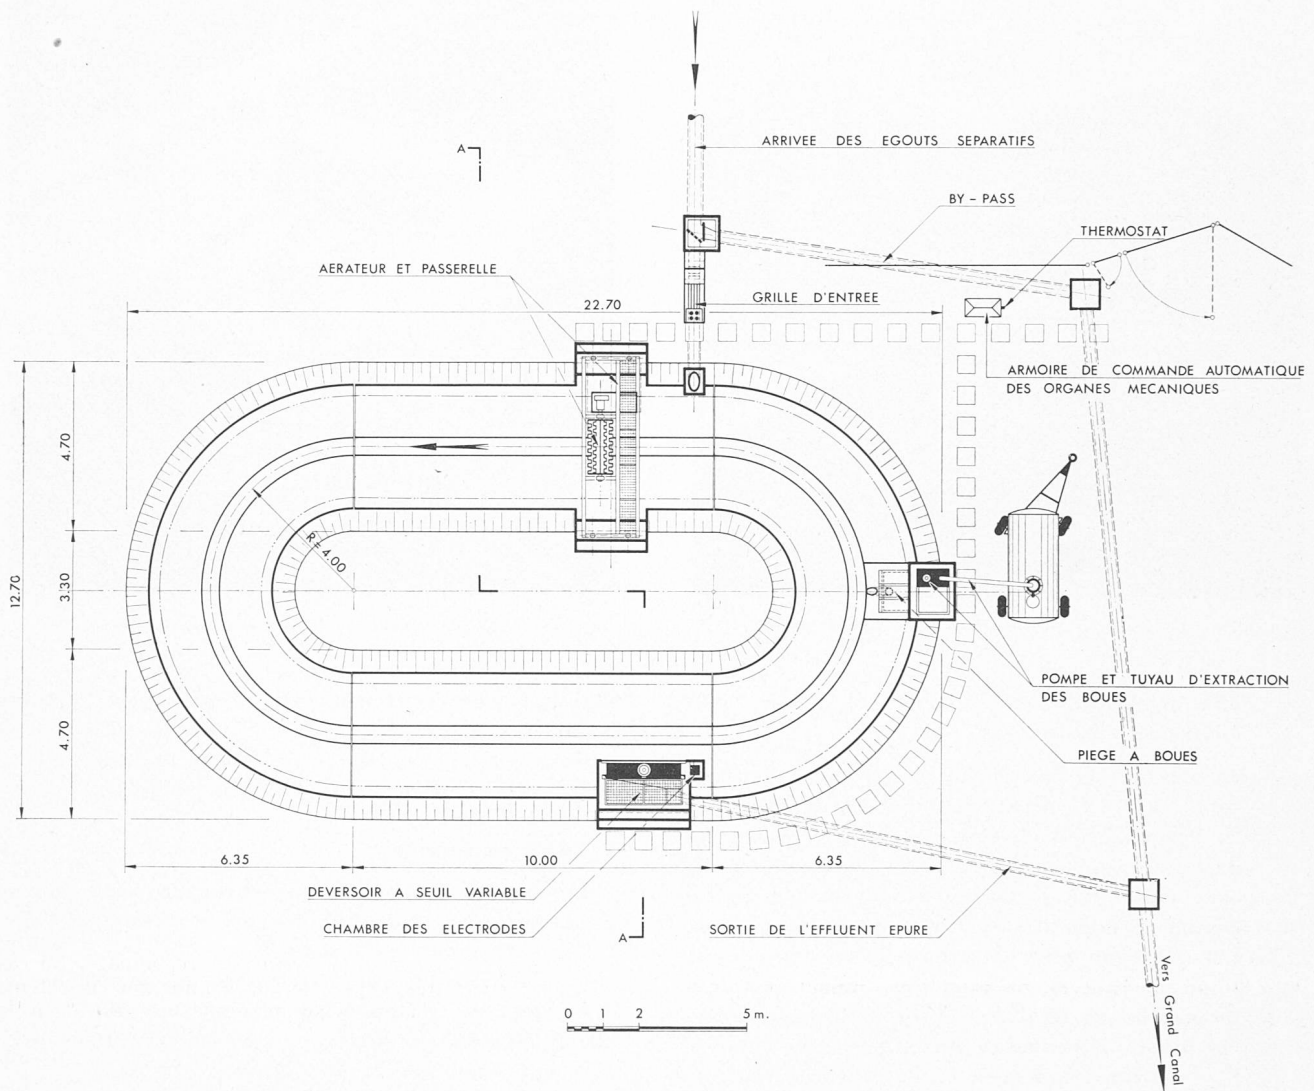 A
ARRIVEE DES EGOUTS SEPARATIFS
BY - PASS
THERMOSTAT
AERATEUR ET PASSERELLE
GRILLE D'ENTREE
22.70
ARMOIRE DE COMMANDE AUTOMATIQUE
DES ORGANES MECANIQUES
4.70
R = 4.00
12.70
3.30
POMPE ET TUYAU D'EXTRACTION
DES BOUES
4.70
PIEGE A BOUES
6.35
10.00
6.35
DEVERSOIR A SEUIL VARIABLE
CHAMBRE DES ELECTRODES
A
SORTIE DE L'EFFLUENT EPURE
Vers Grand Canal
0 1 2 5 m.